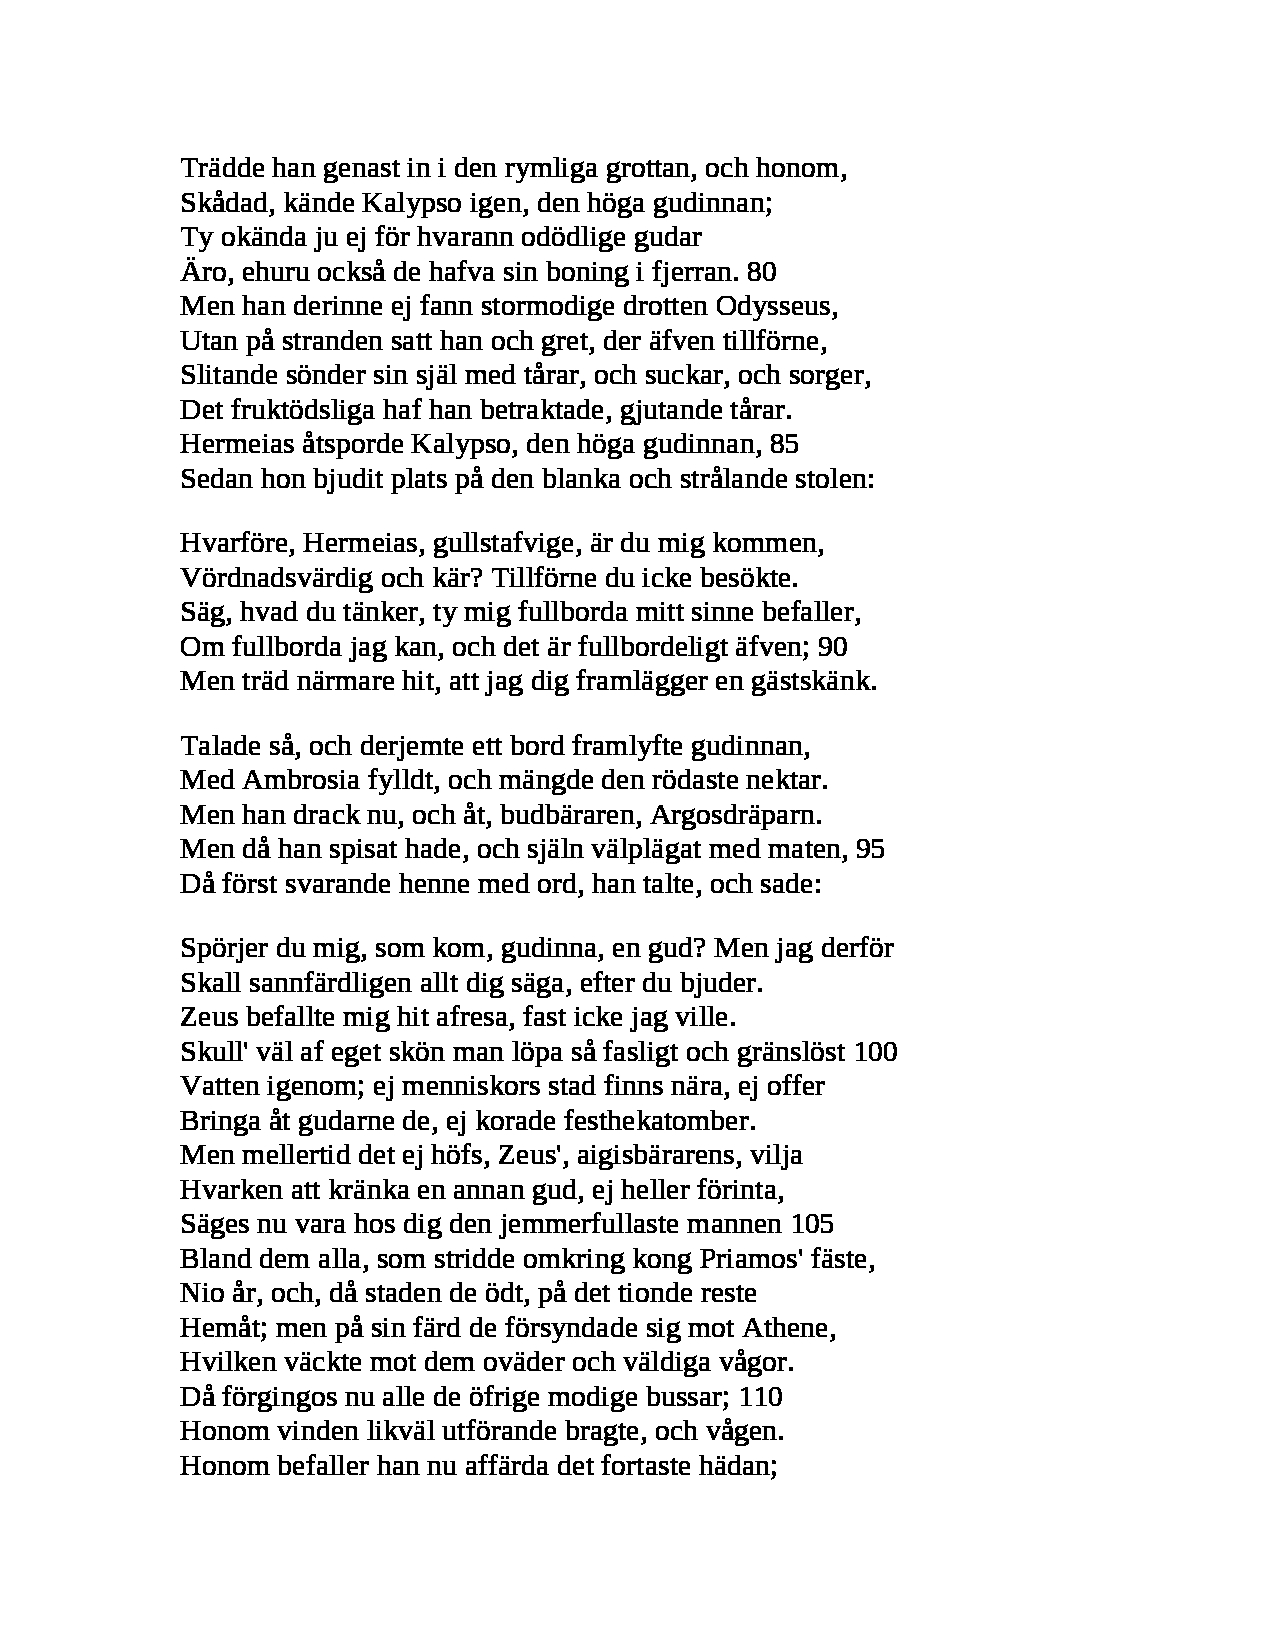 Trädde han genast in i den rymliga grottan, och honom,
Skådad, kände Kalypso igen, den höga gudinnan;
Ty okända ju ej för hvarann odödlige gudar
Äro, ehuru också de hafva sin boning i fjerran. 80
Men han derinne ej fann stormodige drotten Odysseus,
Utan på stranden satt han och gret, der äfven tillförne,
Slitande sönder sin själ med tårar, och suckar, och sorger,
Det fruktödsliga haf han betraktade, gjutande tårar.
Hermeias åtsporde Kalypso, den höga gudinnan, 85
Sedan hon bjudit plats på den blanka och strålande stolen:

Hvarföre, Hermeias, gullstafvige, är du mig kommen,
Vördnadsvärdig och kär? Tillförne du icke besökte.
Säg, hvad du tänker, ty mig fullborda mitt sinne befaller,
Om fullborda jag kan, och det är fullbordeligt äfven; 90
Men träd närmare hit, att jag dig framlägger en gästskänk.

Talade så, och derjemte ett bord framlyfte gudinnan,
Med Ambrosia fylldt, och mängde den rödaste nektar.
Men han drack nu, och åt, budbäraren, Argosdräparn.
Men då han spisat hade, och själn välplägat med maten, 95
Då först svarande henne med ord, han talte, och sade:

Spörjer du mig, som kom, gudinna, en gud? Men jag derför
Skall sannfärdligen allt dig säga, efter du bjuder.
Zeus befallte mig hit afresa, fast icke jag ville.
Skull' väl af eget skön man löpa så fasligt och gränslöst 100
Vatten igenom; ej menniskors stad finns nära, ej offer
Bringa åt gudarne de, ej korade festhekatomber.
Men mellertid det ej höfs, Zeus', aigisbärarens, vilja
Hvarken att kränka en annan gud, ej heller förinta,
Säges nu vara hos dig den jemmerfullaste mannen 105
Bland dem alla, som stridde omkring kong Priamos' fäste,
Nio år, och, då staden de ödt, på det tionde reste
Hemåt; men på sin färd de försyndade sig mot Athene,
Hvilken väckte mot dem oväder och väldiga vågor.
Då förgingos nu alle de öfrige modige bussar; 110
Honom vinden likväl utförande bragte, och vågen.
Honom befaller han nu affärda det fortaste hädan;